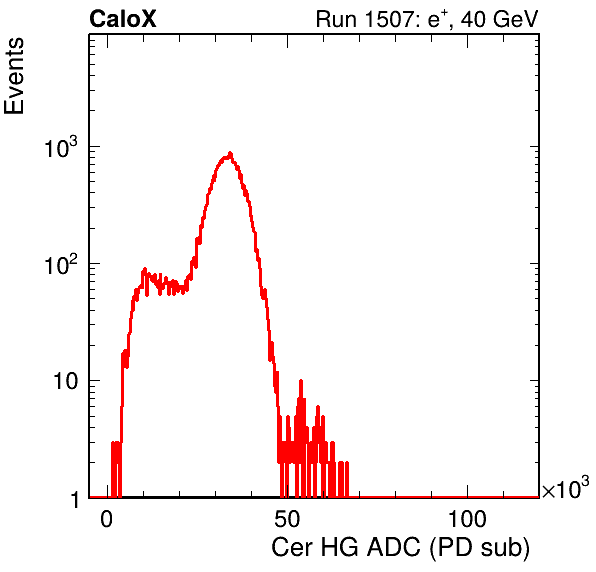 CaloX Run 1507: e⁺, 40 GeV
Events
10³
10²
10
1
0 50 100 ×10³
Cer HG ADC (PD sub)